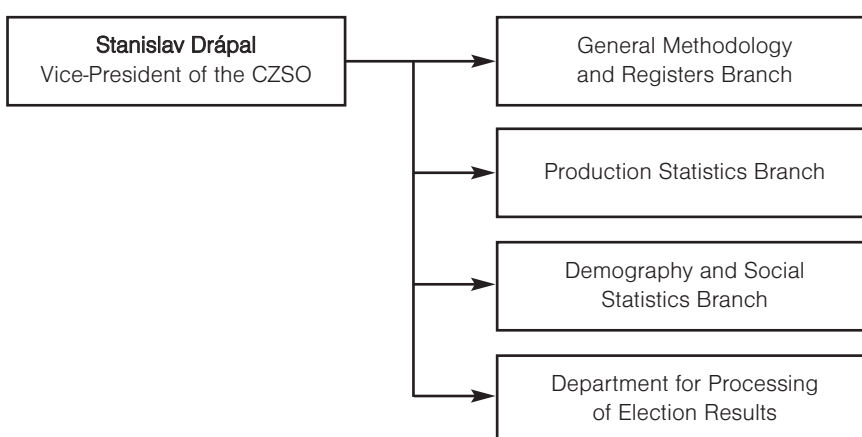 Stanislav Drápal
Vice-President of the CZSO
General Methodology
and Registers Branch
Production Statistics Branch
Demography and Social
Statistics Branch
Department for Processing
of Election Results